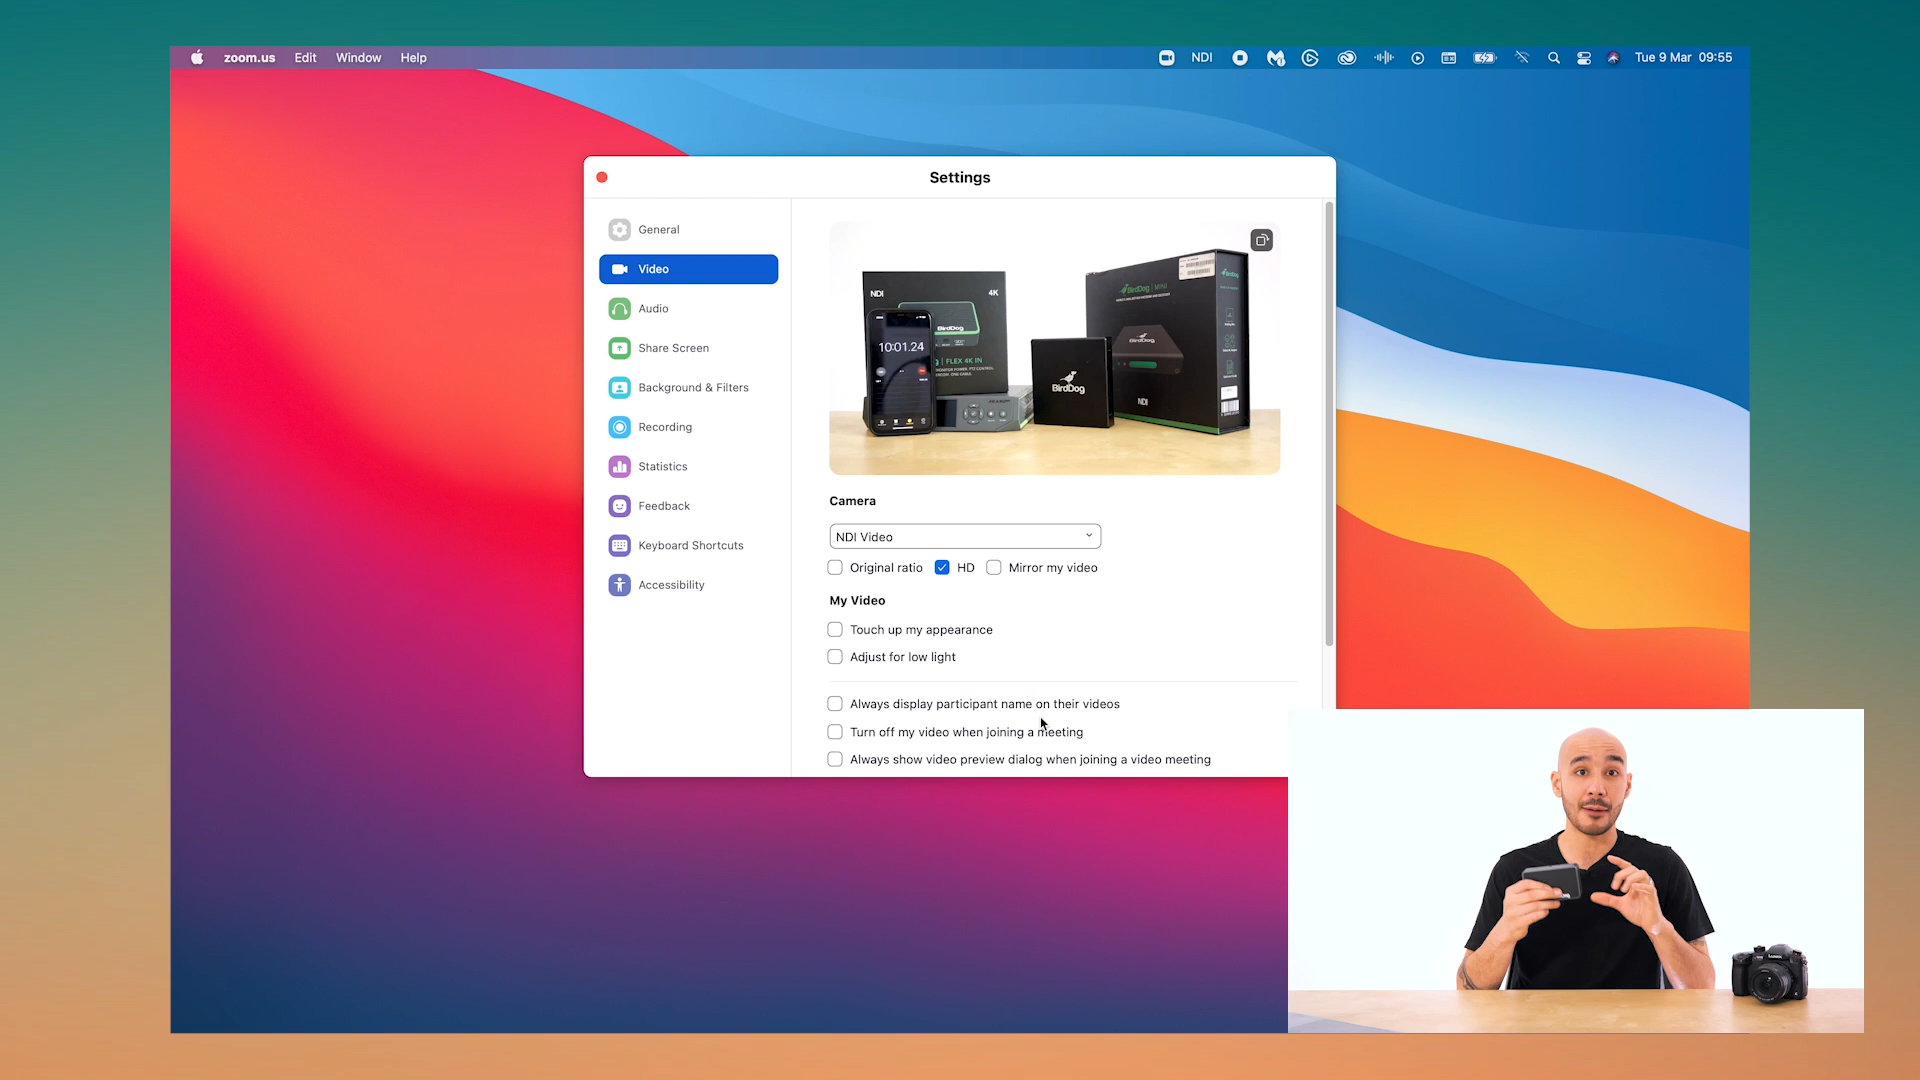 zoom.us Edit Window Help NDI Tue 9 Mar 09:55
Settings
General
Video
Audio
Share Screen
Background & Filters
Recording
Statistics
Feedback
Keyboard Shortcuts
Accessibility
NDI 4K
BirdDog
10:01.24
FLEX 4K IN
BirdDog
BirdDog | MINI
BirdDog
NDI
Camera
NDI Video
Original ratio HD Mirror my video
My Video
Touch up my appearance
Adjust for low light
Always display participant name on their videos
Turn off my video when joining a meeting
Always show video preview dialog when joining a video meeting
LUMIX